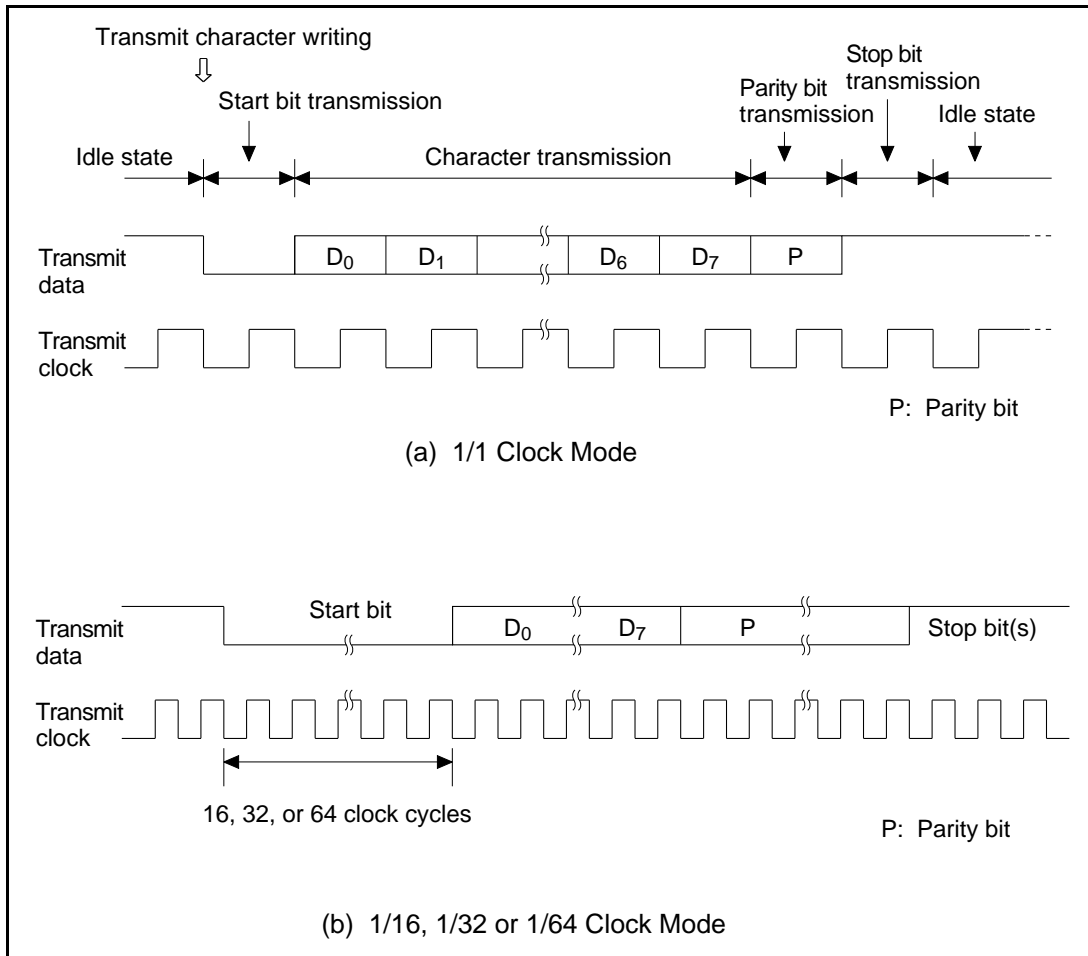 Transmit character writing
Start bit transmission
Stop bit
transmission
Parity bit
transmission
Idle state
Idle state
Character transmission
Transmit
data
D0
D1
D6
D7
P
Transmit
clock
P: Parity bit
(a) 1/1 Clock Mode
Transmit
data
Start bit
D0
D7
P
Stop bit(s)
Transmit
clock
16, 32, or 64 clock cycles
P: Parity bit
(b) 1/16, 1/32 or 1/64 Clock Mode